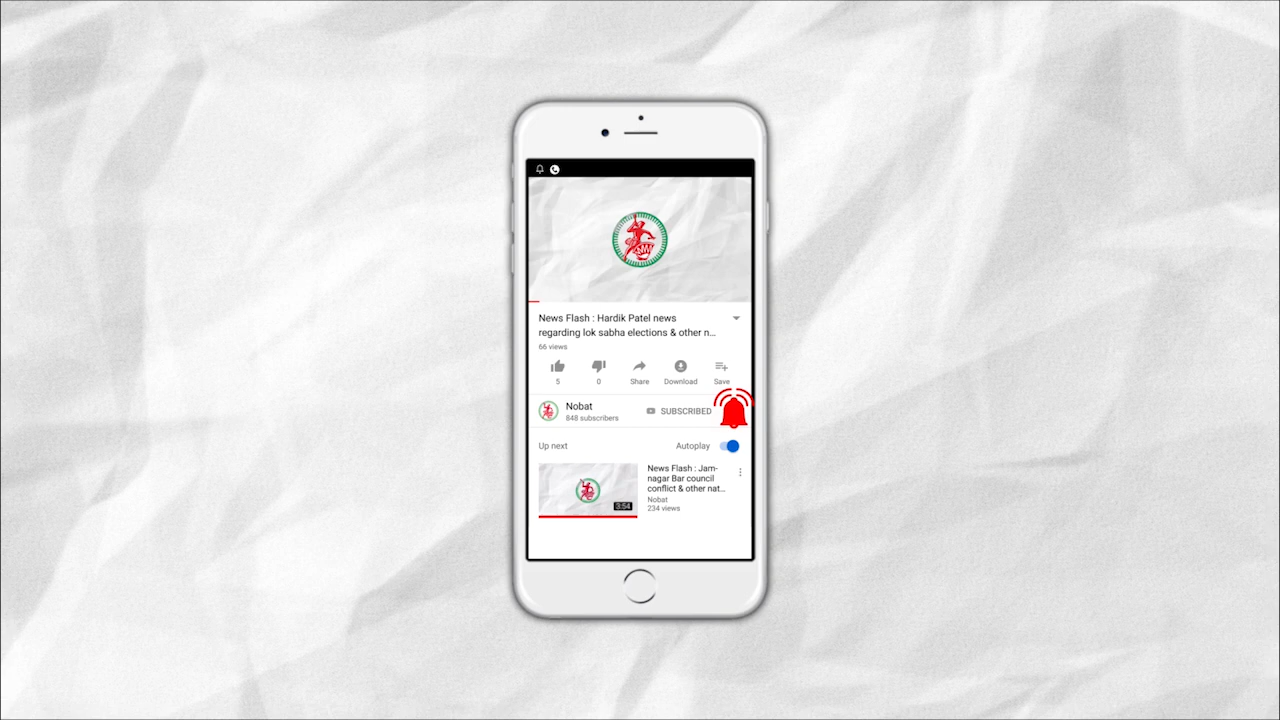 News Flash : Hardik Patel news
regarding lok sabha elections & other n...
66 views
5
0
Share
Download
Save
Nobat
848 subscribers
SUBSCRIBED
Up next
Autoplay
3:54
News Flash : Jam-
nagar Bar council
conflict & other nat...
Nobat
234 views